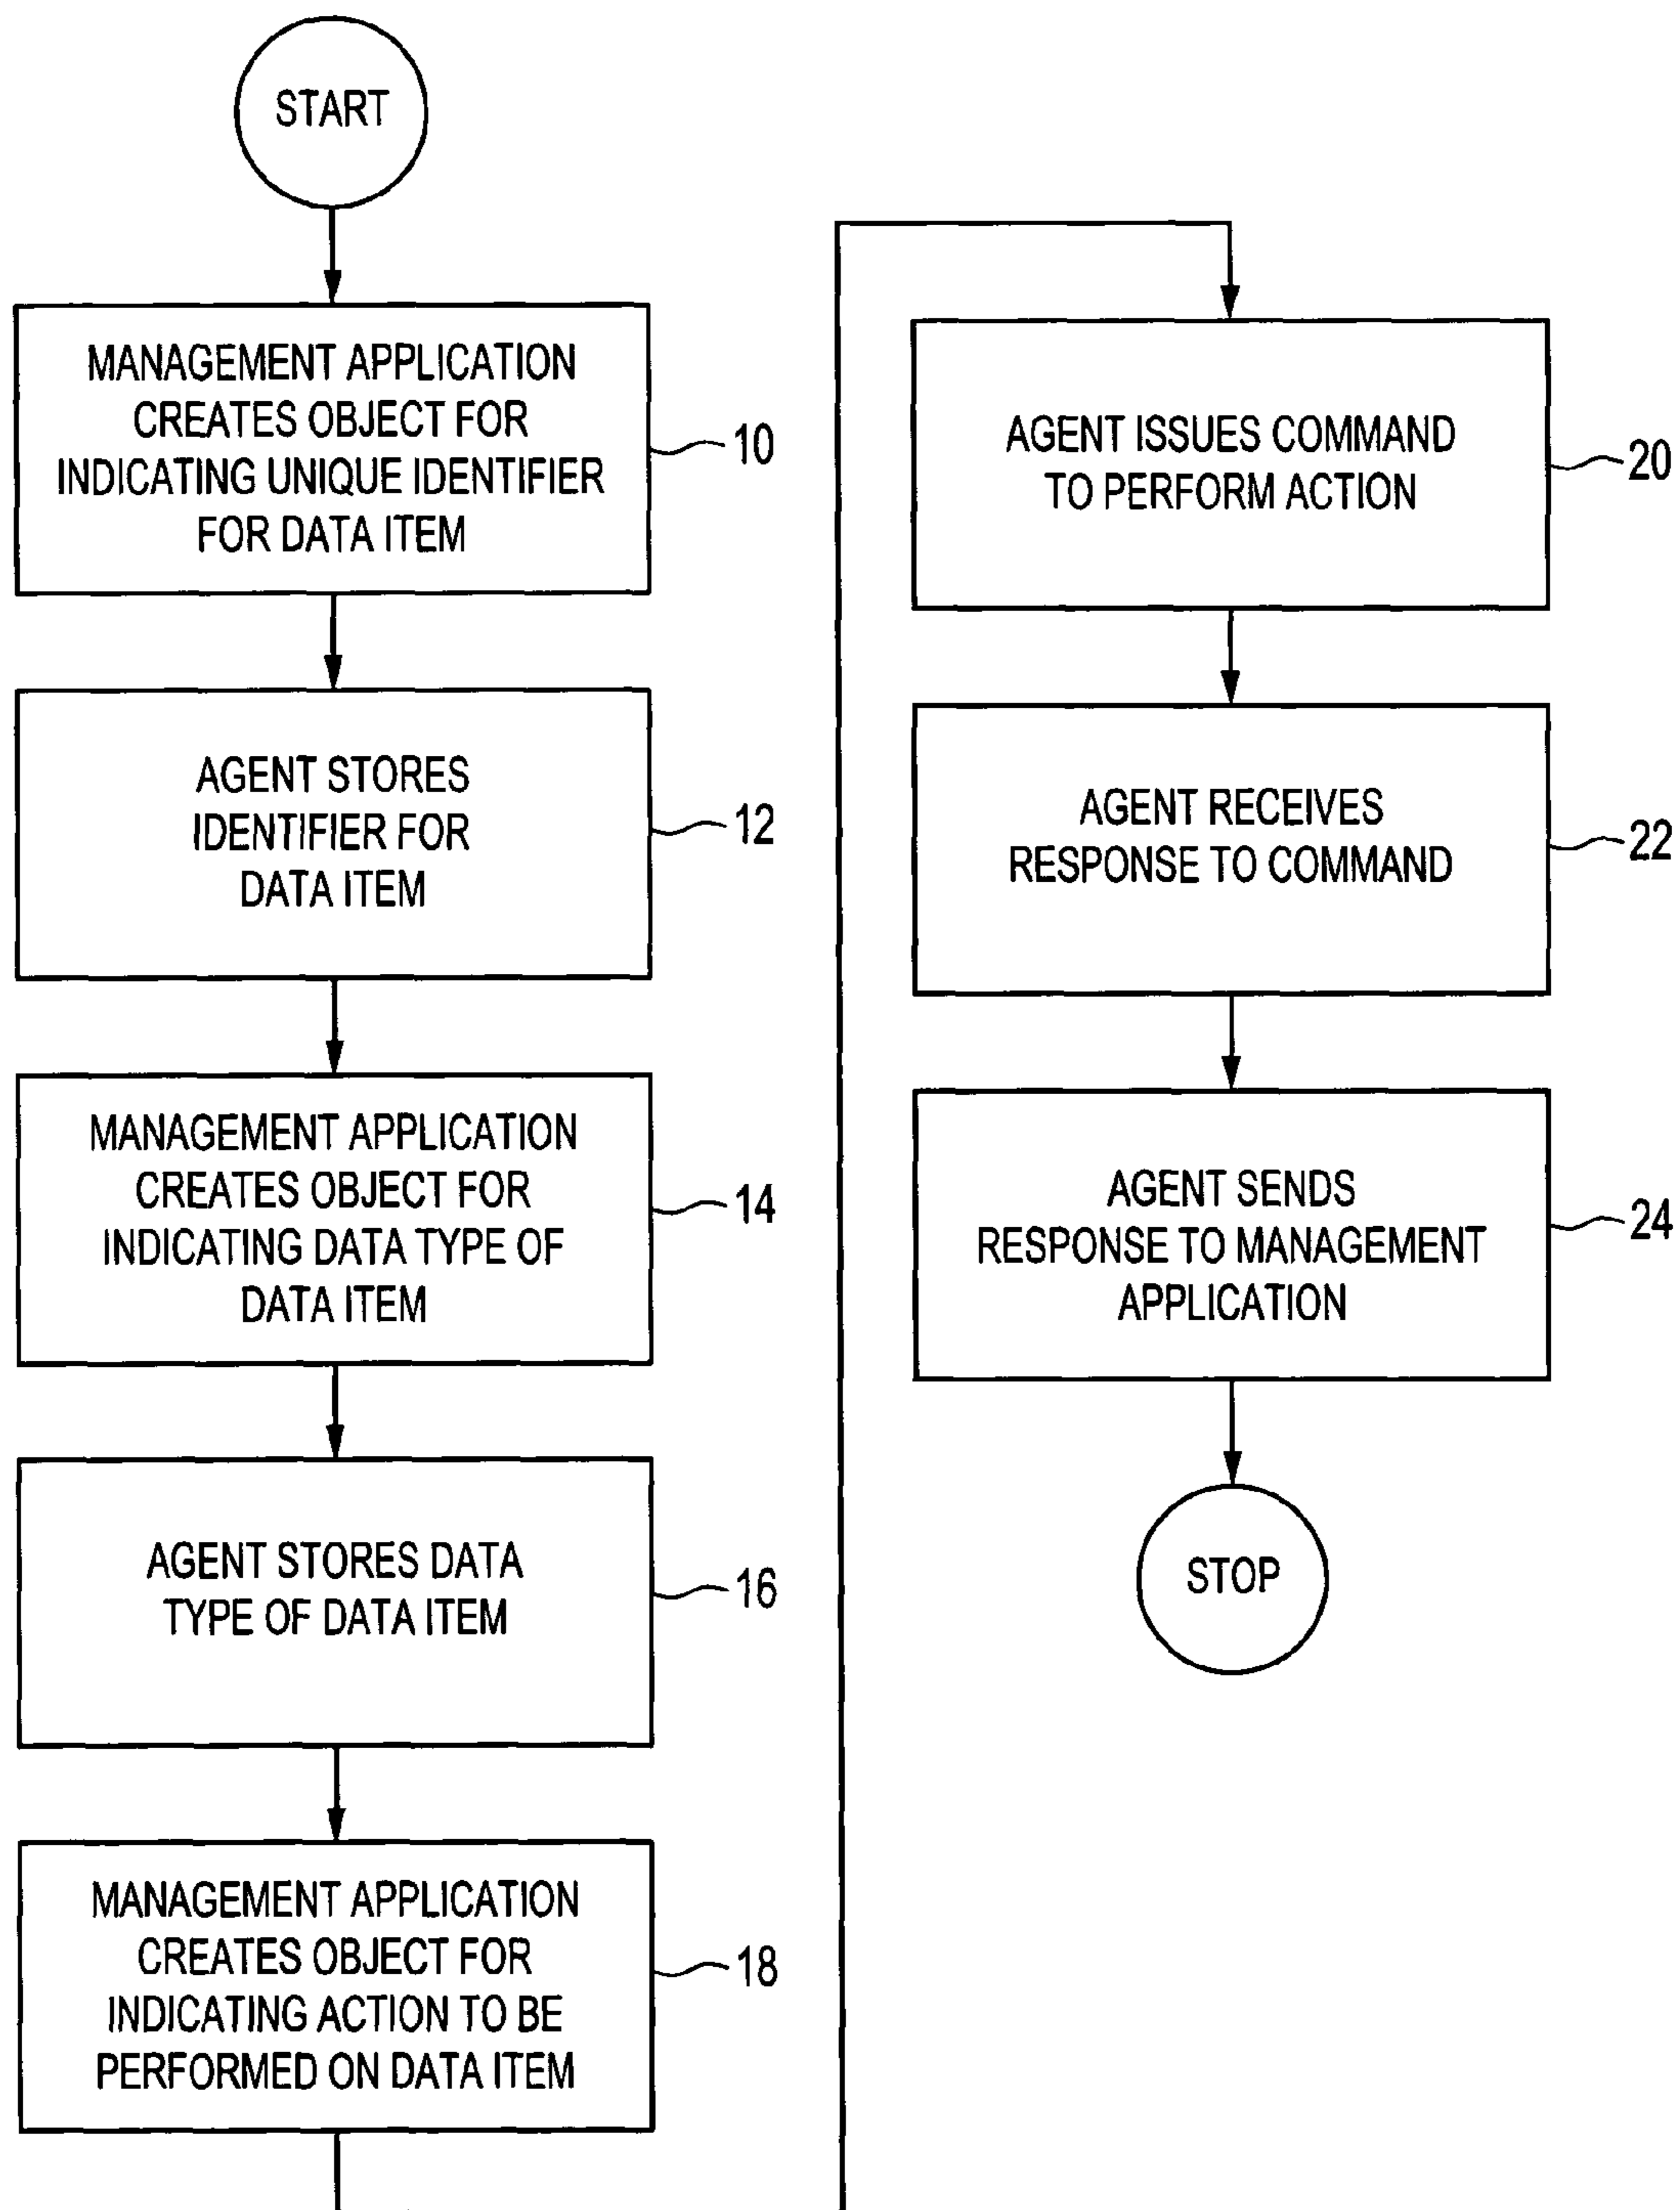 START
MANAGEMENT APPLICATION
CREATES OBJECT FOR
INDICATING UNIQUE IDENTIFIER
FOR DATA ITEM
10
AGENT STORES
IDENTIFIER FOR
DATA ITEM
12
MANAGEMENT APPLICATION
CREATES OBJECT FOR
INDICATING DATA TYPE OF
DATA ITEM
14
AGENT STORES DATA
TYPE OF DATA ITEM
16
MANAGEMENT APPLICATION
CREATES OBJECT FOR
INDICATING ACTION TO BE
PERFORMED ON DATA ITEM
18
AGENT ISSUES COMMAND
TO PERFORM ACTION
20
AGENT RECEIVES
RESPONSE TO COMMAND
22
AGENT SENDS
RESPONSE TO MANAGEMENT
APPLICATION
24
STOP